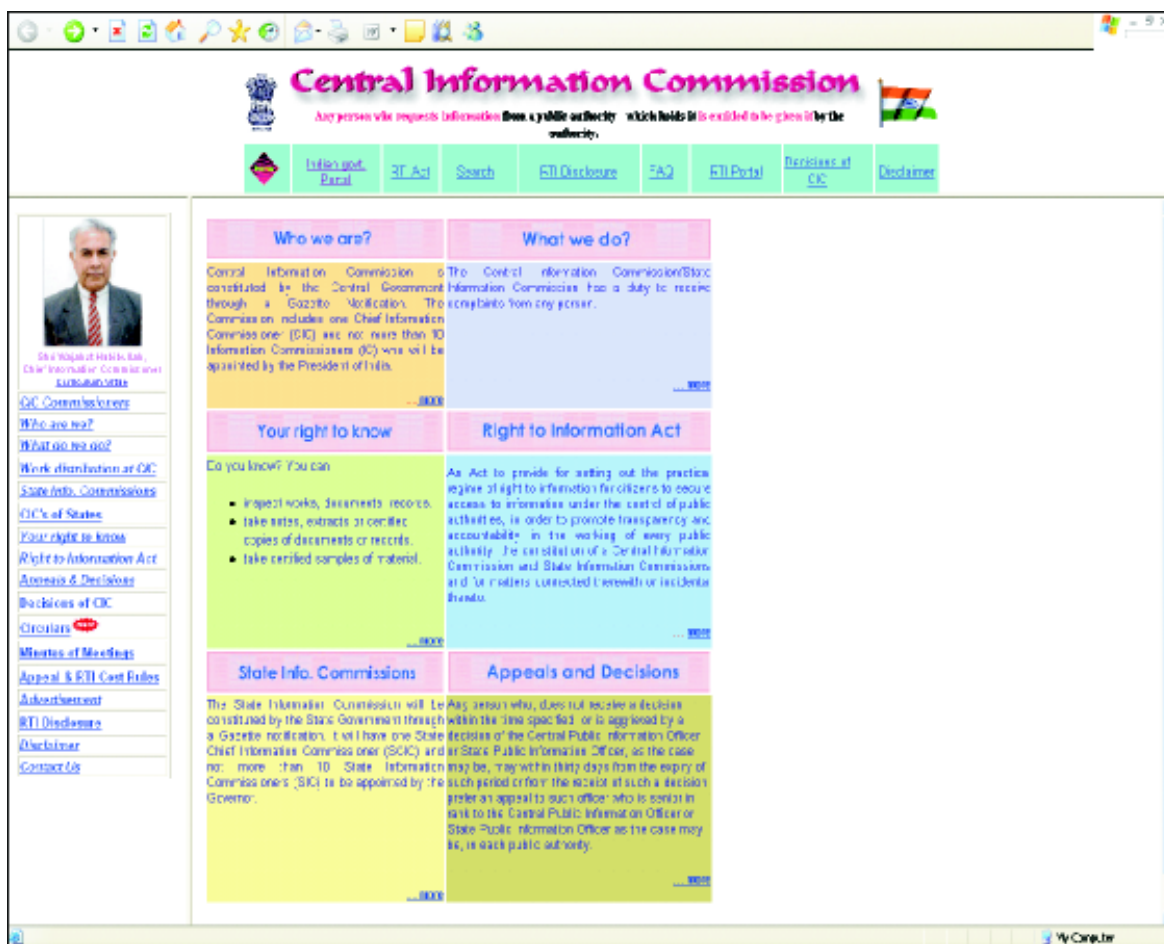 Central Information Commission
Any person who requests information from a public authority which holds it is entitled to be given it by the
authority.
Indian govt.
Portal
RTI Act
Search
RTI Disclosure
FAQ
RTI Portal
Decisions of
CIC
Disclaimer
Shri Wajahat Habibullah,
Chief Information Commissioner
Curriculum Vitae
CIC Commissioners
Who are we?
What do we do?
Work distribution at CIC
State Info. Commissions
CIC's of States
Your right to know
Right to Information Act
Appeals & Decisions
Decisions of CIC
Circulars
Minutes of Meetings
Appeal & RTI Cost Rules
Advertisement
RTI Disclosure
Disclaimer
Contact Us
Who we are?
Central Information Commission is
constituted by the Central Government
through a Gazette Notification. The
Commission includes one Chief Information
Commissioner (CIC) and not more than 10
Information Commissioners (IC) who will be
appointed by the President of India.
...more
What we do?
The Central Information Commission/State
Information Commission has a duty to receive
complaints from any person.
...more
Your right to know
Do you know? You can
• inspect works, documents, records.
• take notes, extracts or certified
copies of documents or records.
• take certified samples of material.
...more
Right to Information Act
An Act to provide for setting out the practical
regime of right to information for citizens to secure
access to information under the control of public
authorities, in order to promote transparency and
accountability in the working of every public
authority, the constitution of a Central Information
Commission and State Information Commissions
and for matters connected therewith or incidental
thereto.
... more
State Info. Commissions
The State Information Commission will be
constituted by the State Government through
a Gazette notification. It will have one State
Chief Information Commissioner (SCIC) and
not more than 10 State Information
Commissioners (SIC) to be appointed by the
Governor.
...more
Appeals and Decisions
Any person who, does not receive a decision
within the time specified or is aggrieved by a
decision of the Central Public Information Officer
or State Public Information Officer, as the case
may be, may within thirty days from the expiry of
such period or from the receipt of such a decision
prefer an appeal to such officer who is senior in
rank to the Central Public Information Officer or
State Public Information Officer as the case may
be, in each public authority.
...more
My Computer